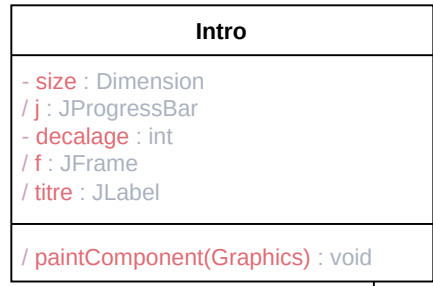 Intro
- size : Dimension
/ j : JProgressBar
- decalage : int
/ f : JFrame
/ titre : JLabel
/ paintComponent(Graphics) : void